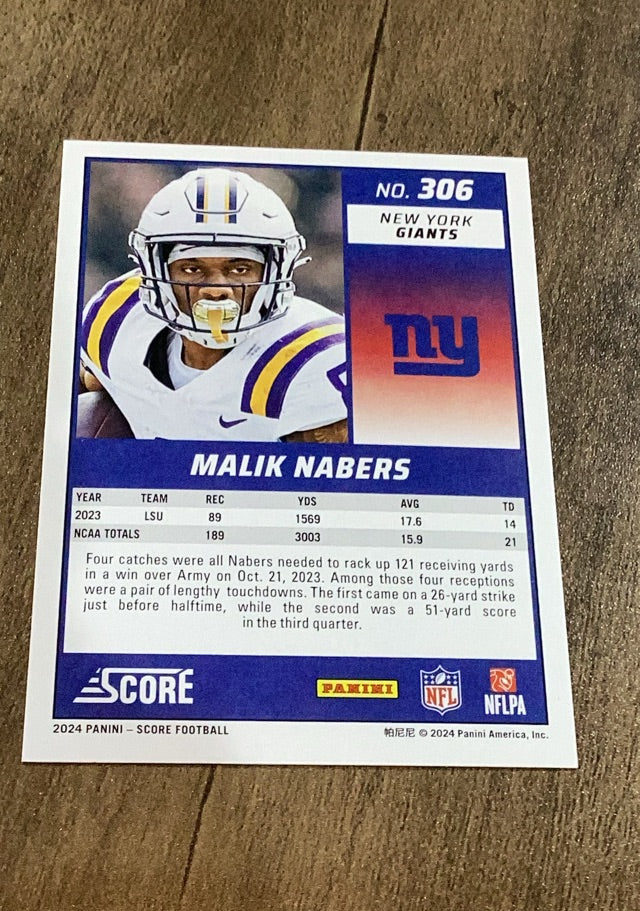 NO. 306
NEW YORK
GIANTS
ny
MALIK NABERS
YEAR TEAM REC YDS AVG TD
2023 LSU 89 1569 17.6 14
NCAA TOTALS 189 3003 15.9 21
Four catches were all Nabers needed to rack up 121 receiving yards
in a win over Army on Oct. 21, 2023. Among those four receptions
were a pair of lengthy touchdowns. The first came on a 26-yard strike
just before halftime, while the second was a 51-yard score
in the third quarter.
SCORE PANINI NFL NFLPA
2024 PANINI – SCORE FOOTBALL 帕尼尼 © 2024 Panini America, Inc.